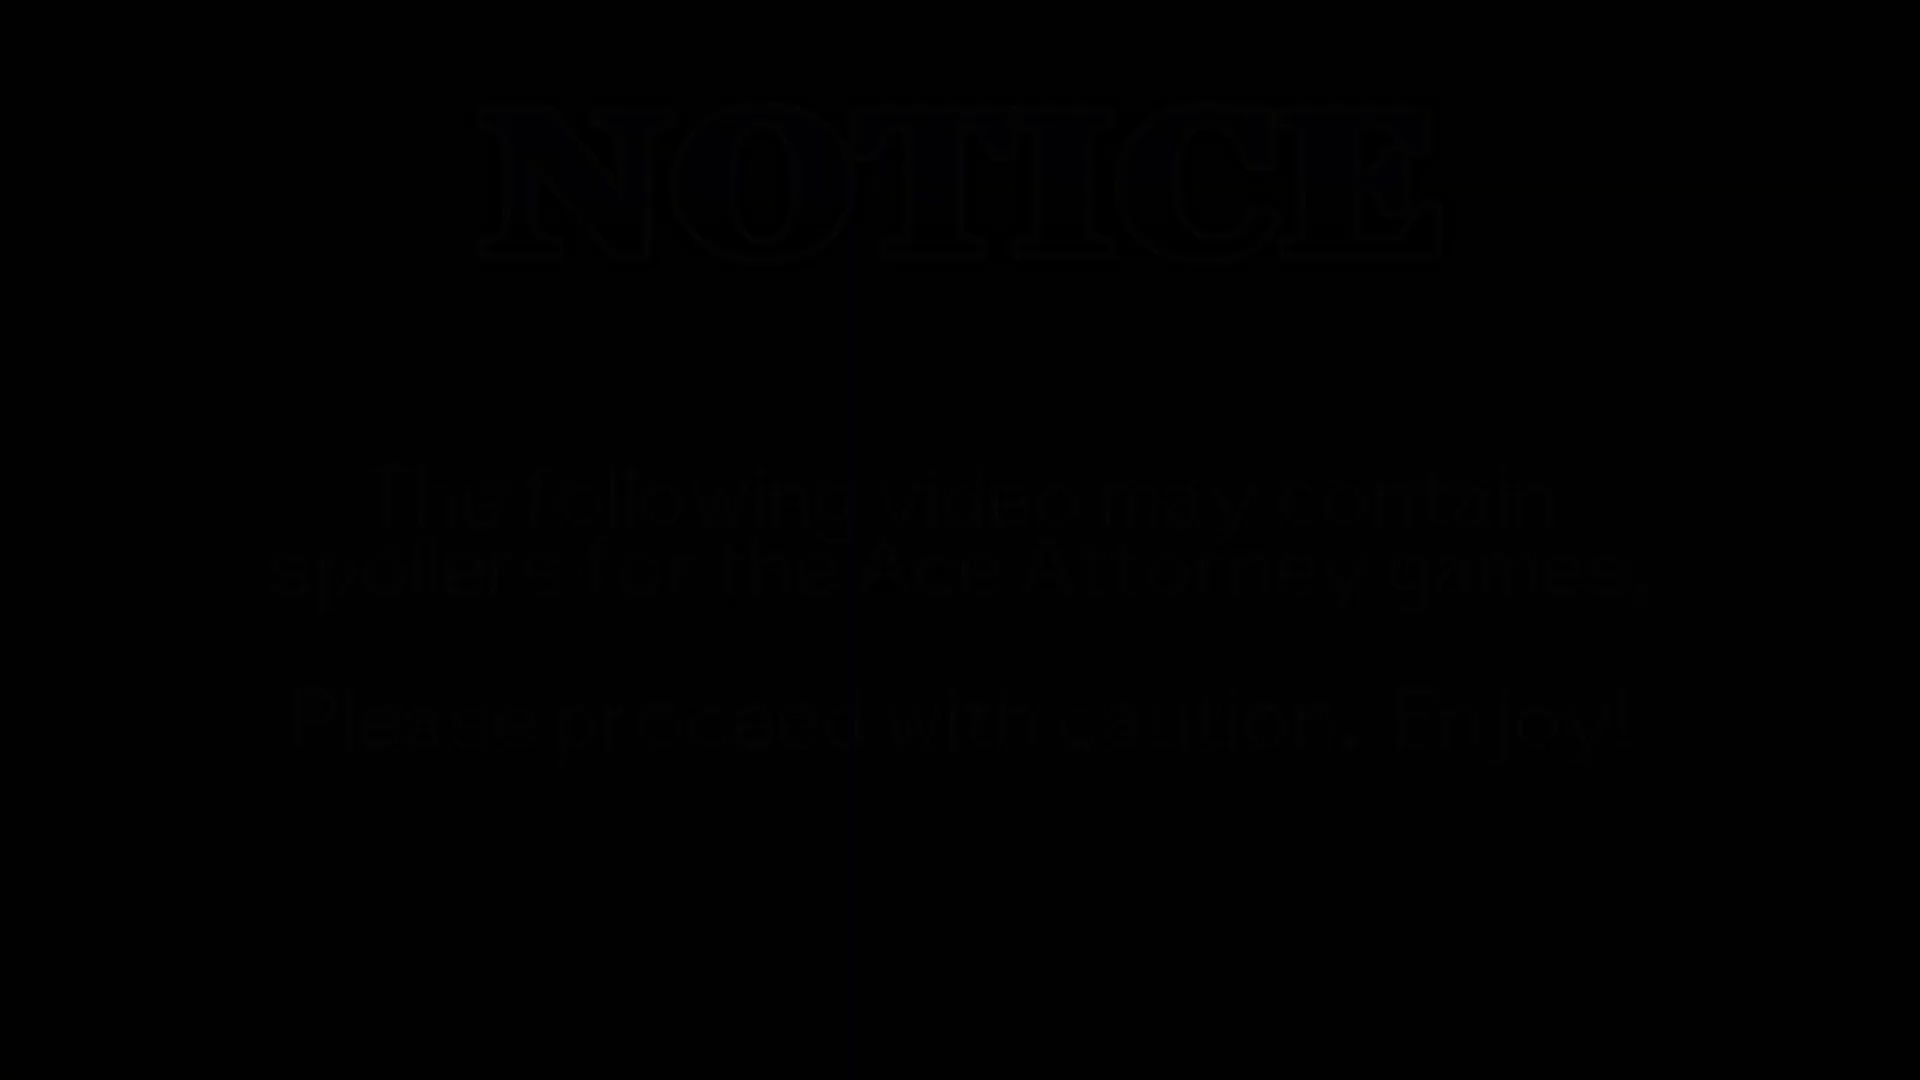 NOTICE
The following video may contain
spoilers for the Ace Attorney games,
Please proceed with caution. Enjoy!